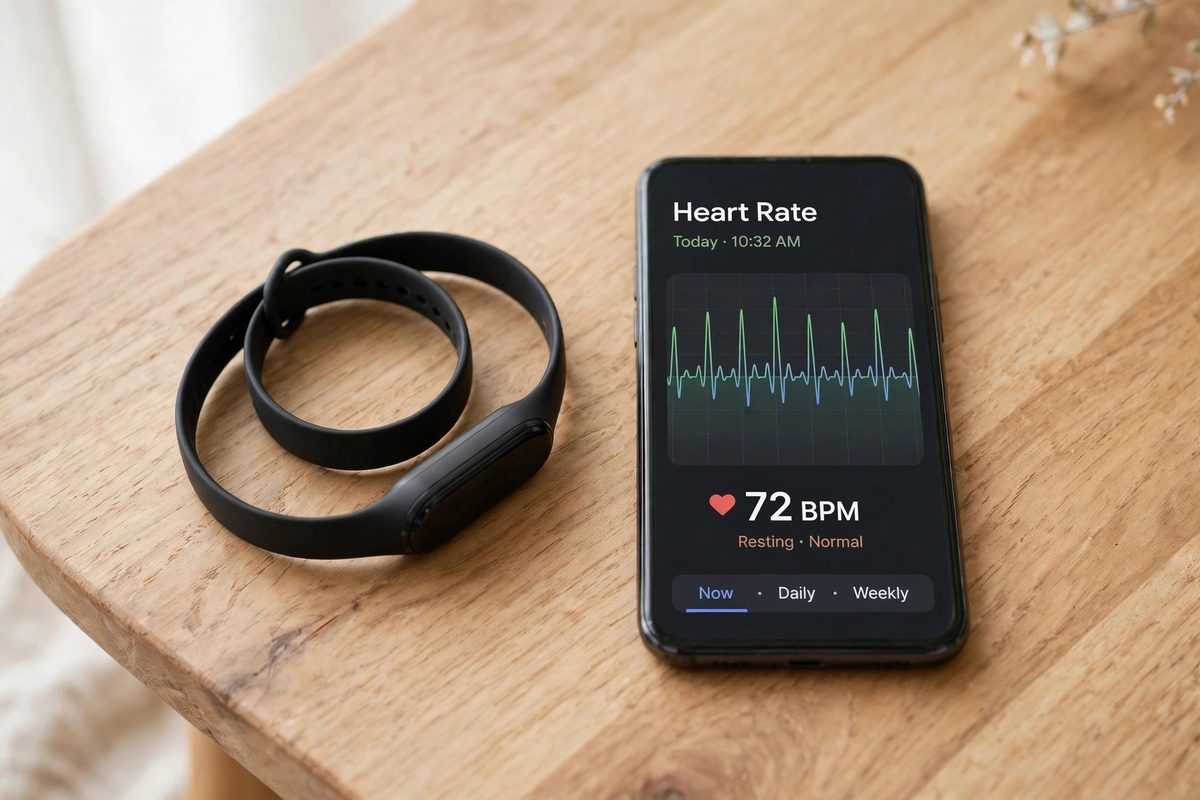 Heart Rate
Today · 10:32 AM
72 BPM
Resting · Normal
Now · Daily · Weekly